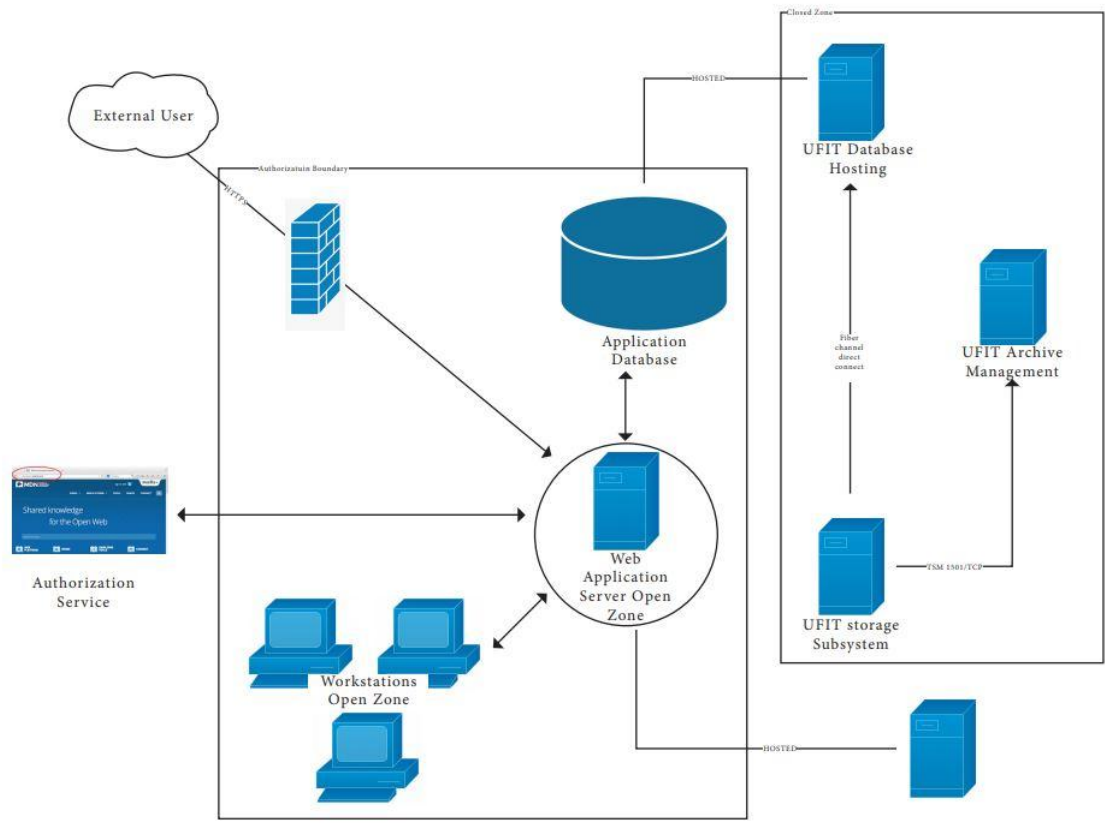 Closed Zone
HOSTED
External User
UFIT Database
Hosting
Authorizatuin Boundary
HTTPS
Application
Database
Fiber
channel
direct
connect
UFIT Archive
Management
Shared knowledge
for the Open Web
Authorization
Service
Web
Application
Server Open
Zone
TSM 1501/TCP
UFIT storage
Subsystem
Workstations
Open Zone
HOSTED